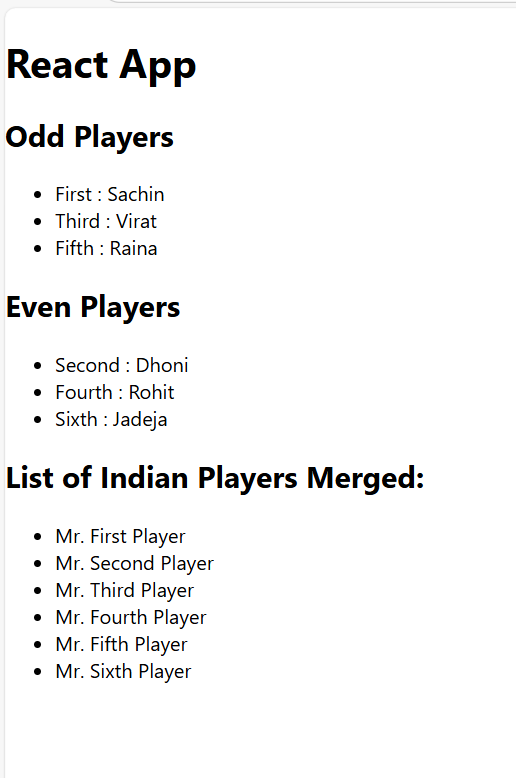 React App
Odd Players
First : Sachin
Third : Virat
Fifth : Raina
Even Players
Second : Dhoni
Fourth : Rohit
Sixth : Jadeja
List of Indian Players Merged:
Mr. First Player
Mr. Second Player
Mr. Third Player
Mr. Fourth Player
Mr. Fifth Player
Mr. Sixth Player